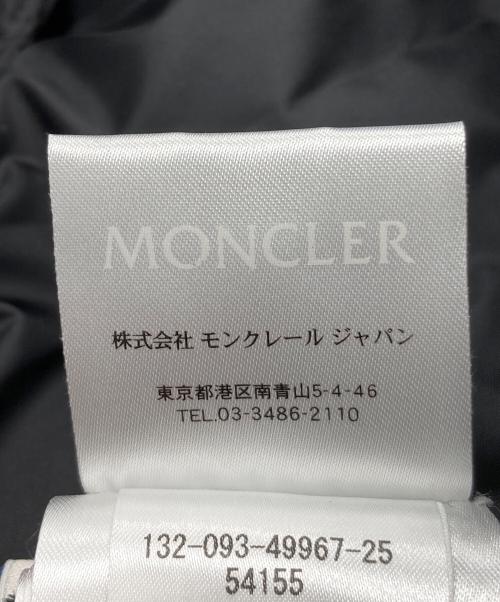 MONCLER
株式会社 モンクレール ジャパン
東京都港区南青山5-4-46
TEL.03-3486-2110
132-093-49967-25
54155